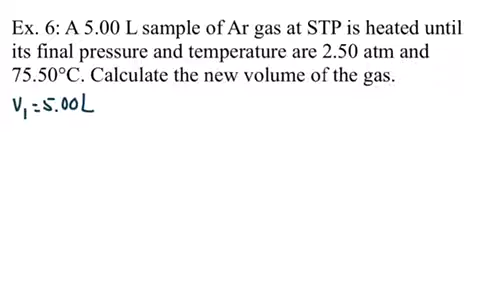 Ex. 6: A 5.00 L sample of Ar gas at STP is heated until
its final pressure and temperature are 2.50 atm and
75.50°C. Calculate the new volume of the gas.
V₁=5.00L